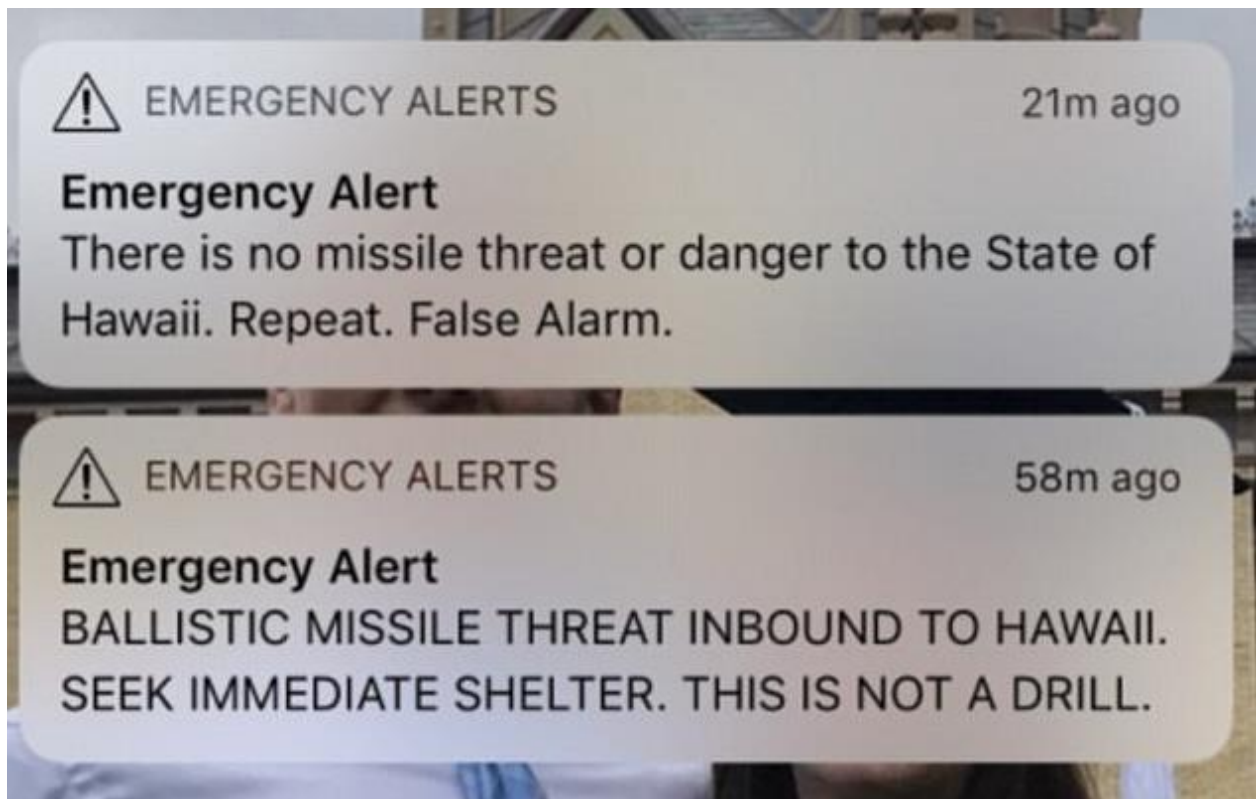 EMERGENCY ALERTS 21m ago
Emergency Alert
There is no missile threat or danger to the State of
Hawaii. Repeat. False Alarm.
EMERGENCY ALERTS 58m ago
Emergency Alert
BALLISTIC MISSILE THREAT INBOUND TO HAWAII.
SEEK IMMEDIATE SHELTER. THIS IS NOT A DRILL.